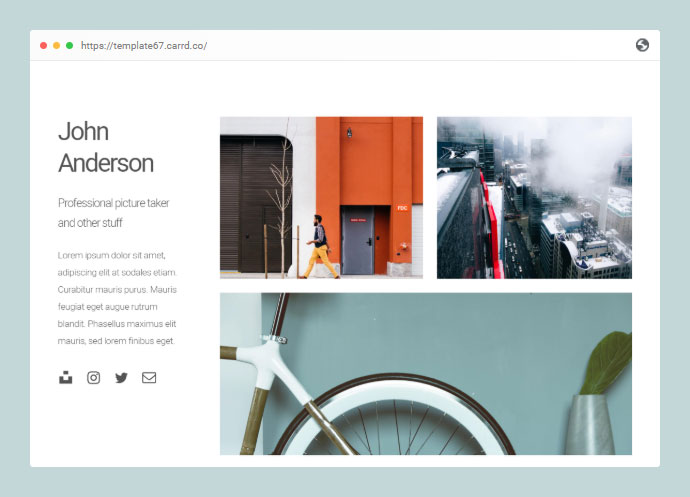 https://template67.carrd.co/
John
Anderson
Professional picture taker
and other stuff
Lorem ipsum dolor sit amet,
adipiscing elit at sodales etiam.
Curabitur mauris purus. Mauris
feugiat eget augue rutrum
blandit. Phasellus maximus elit
mauris, sed lorem finibus eget.